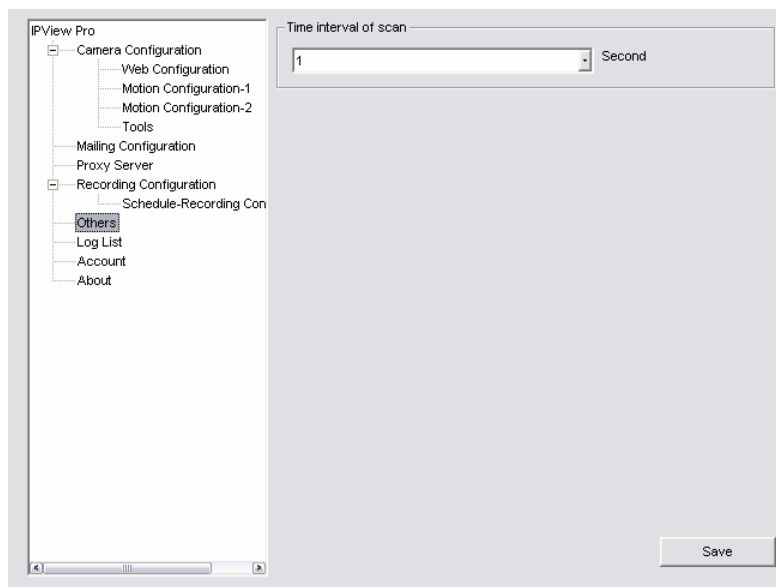 IPView Pro
Camera Configuration
Web Configuration
Motion Configuration-1
Motion Configuration-2
Tools
Mailing Configuration
Proxy Server
Recording Configuration
Schedule-Recording Con
Others
Log List
Account
About
Time interval of scan
1 Second
Save